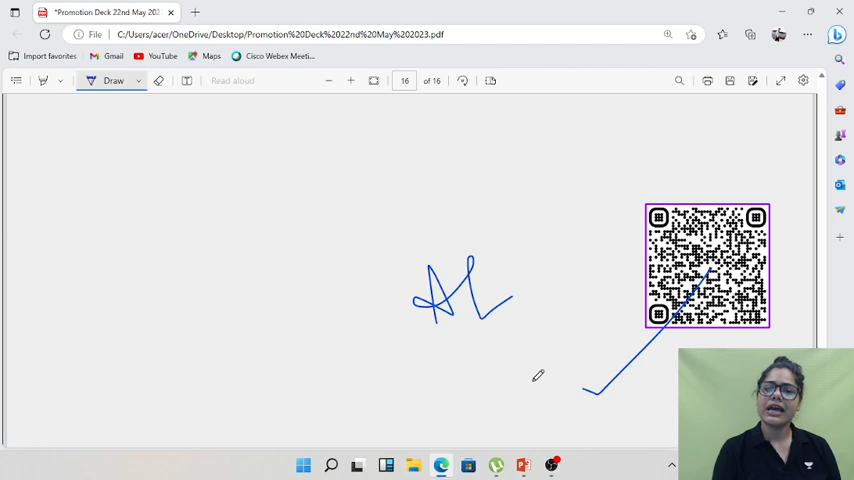 *Promotion Deck 22nd May 202
File
C:/Users/acer/OneDrive/Desktop/Promotion%20Deck%2022nd%20May%202023.pdf
Import favorites
Gmail
YouTube
Maps
Cisco Webex Meeti...
Draw
Read aloud
16
of 16
AL